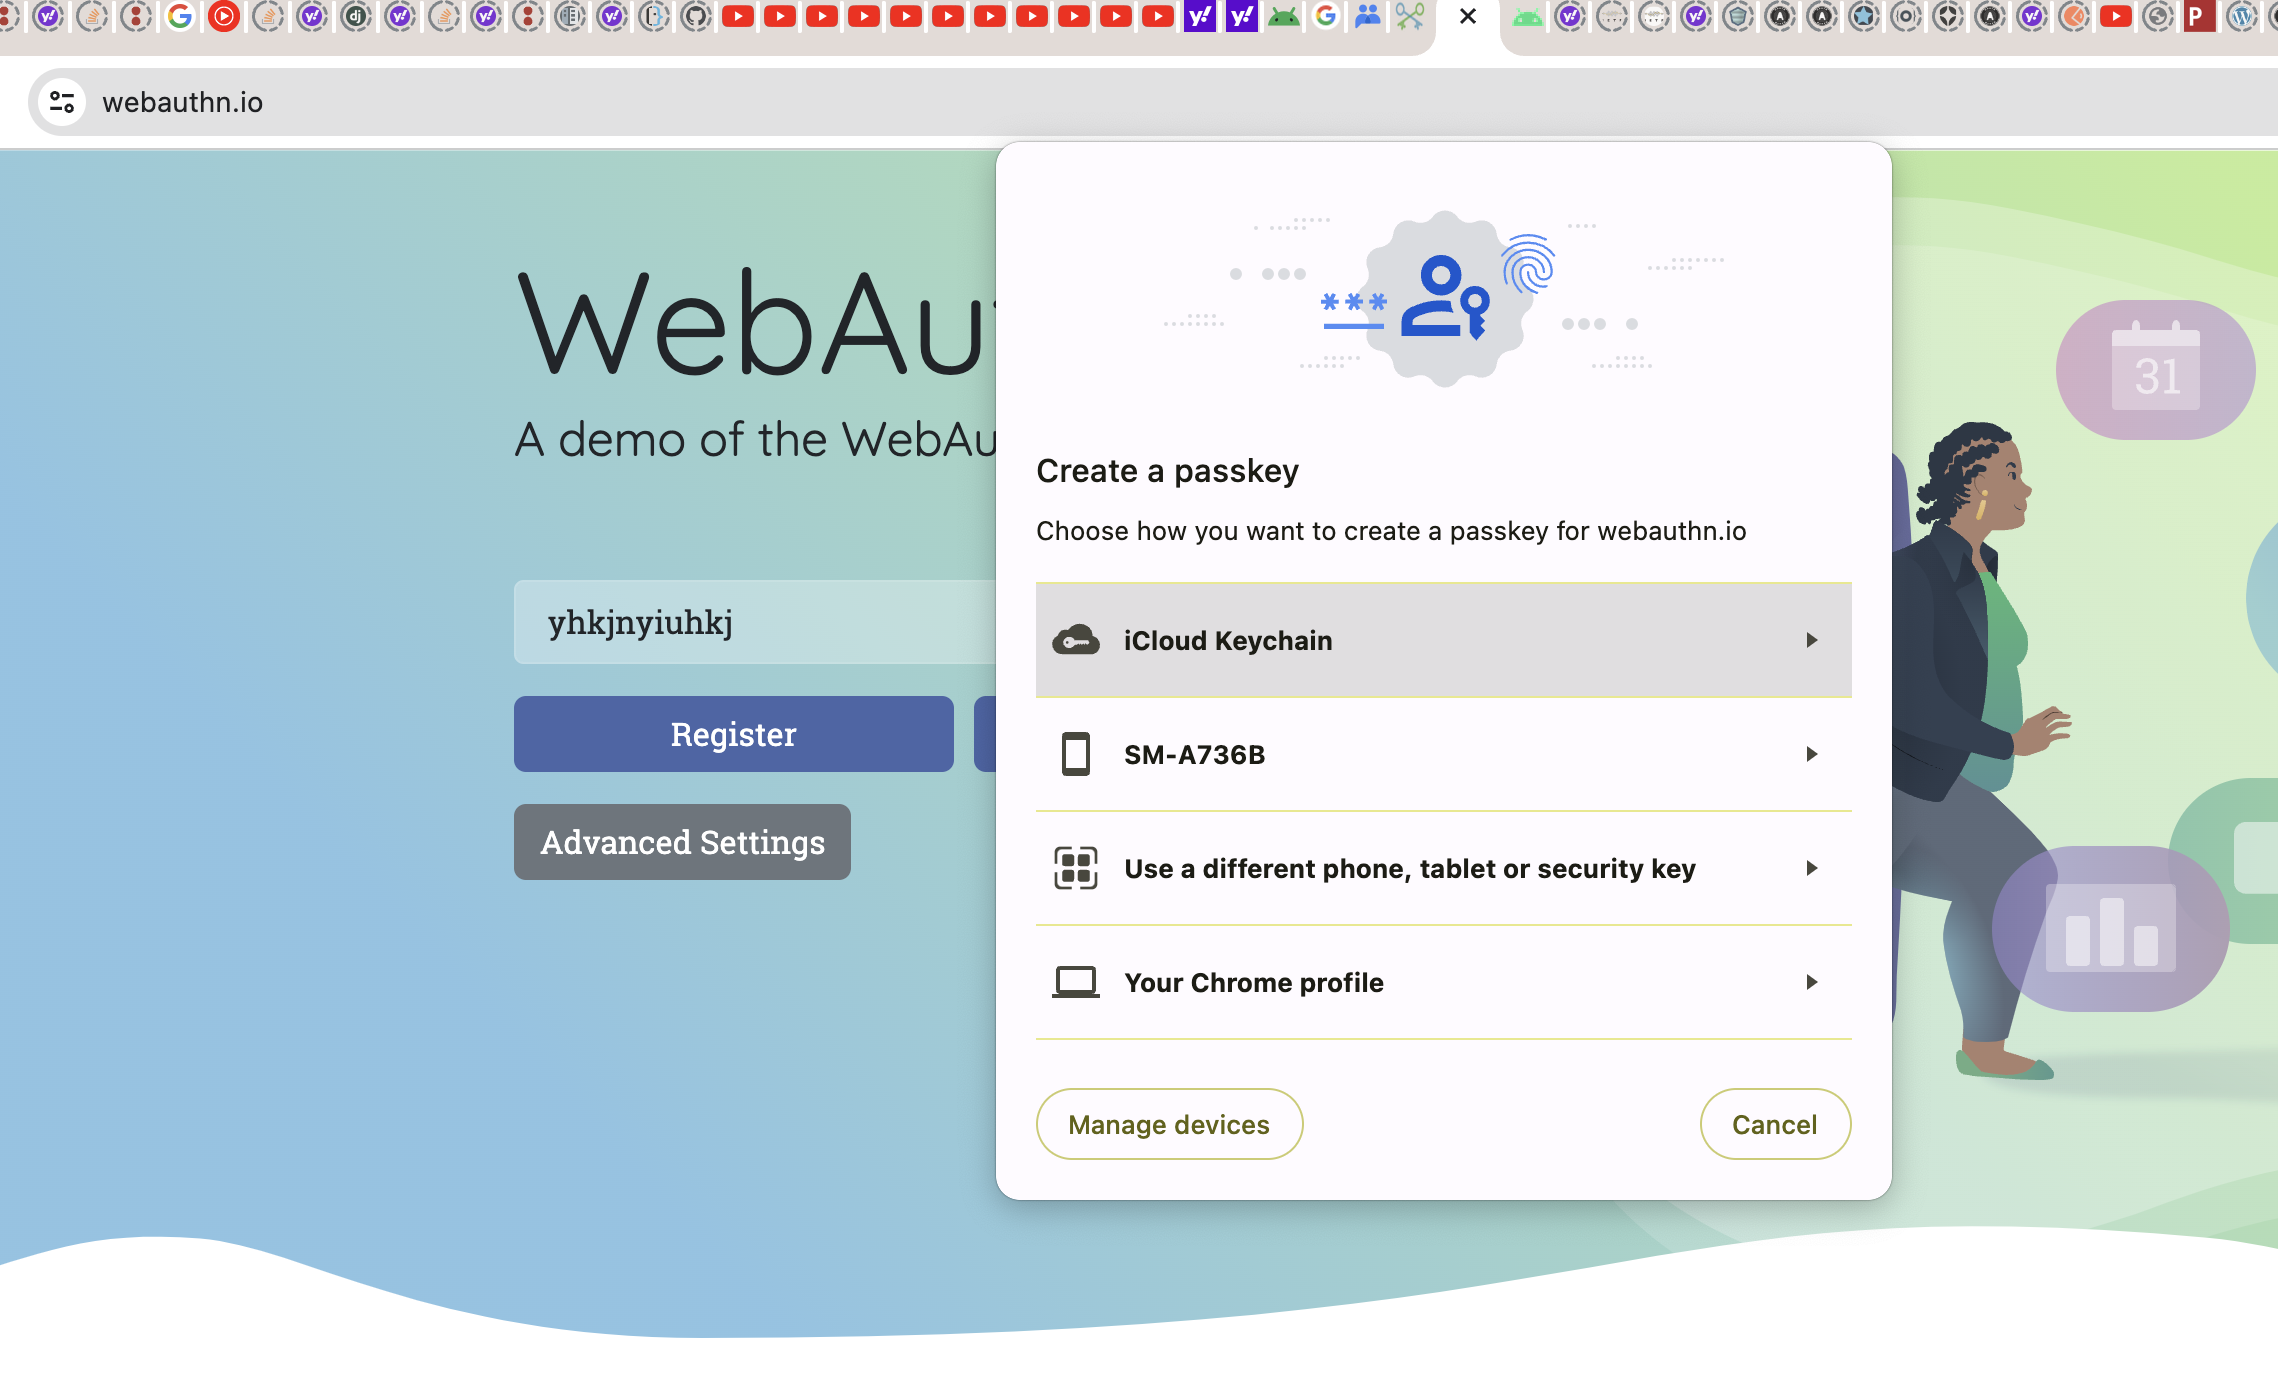 webauthn.io
WebAu
A demo of the WebAu
yhkjnyiuhkj
Register
Advanced Settings
***
Create a passkey
Choose how you want to create a passkey for webauthn.io
iCloud Keychain
SM-A736B
Use a different phone, tablet or security key
Your Chrome profile
Manage devices
Cancel
31